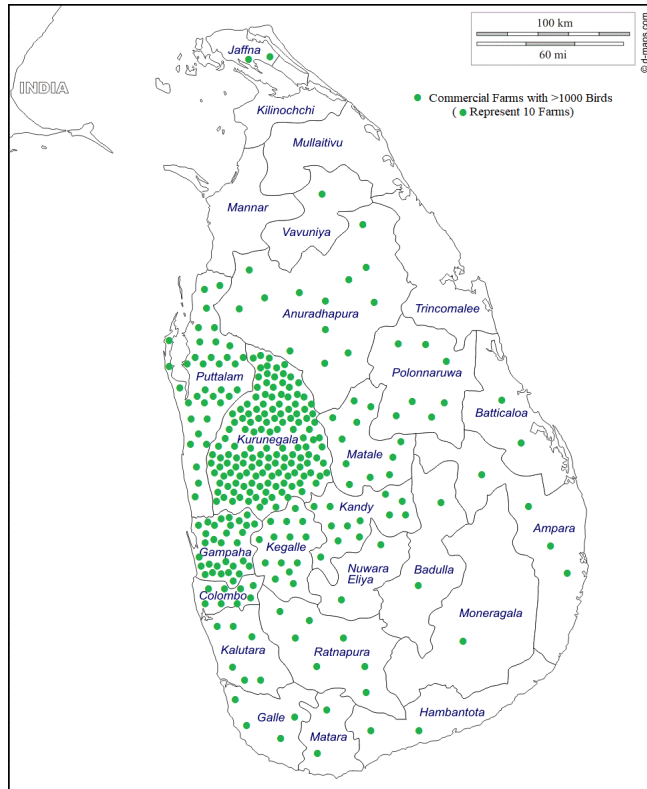 100 km
60 mi
© d-maps.com
Jaffna
INDIA
Commercial Farms with >1000 Birds
( Represent 10 Farms)
Kilinochchi
Mullaitivu
Mannar
Vavuniya
Anuradhapura
Trincomalee
Puttalam
Polonnaruwa
Batticaloa
Kurunegala
Matale
Kandy
Ampara
Gampaha
Kegalle
Nuwara
Eliya
Badulla
Colombo
Moneragala
Kalutara
Ratnapura
Galle
Hambantota
Matara